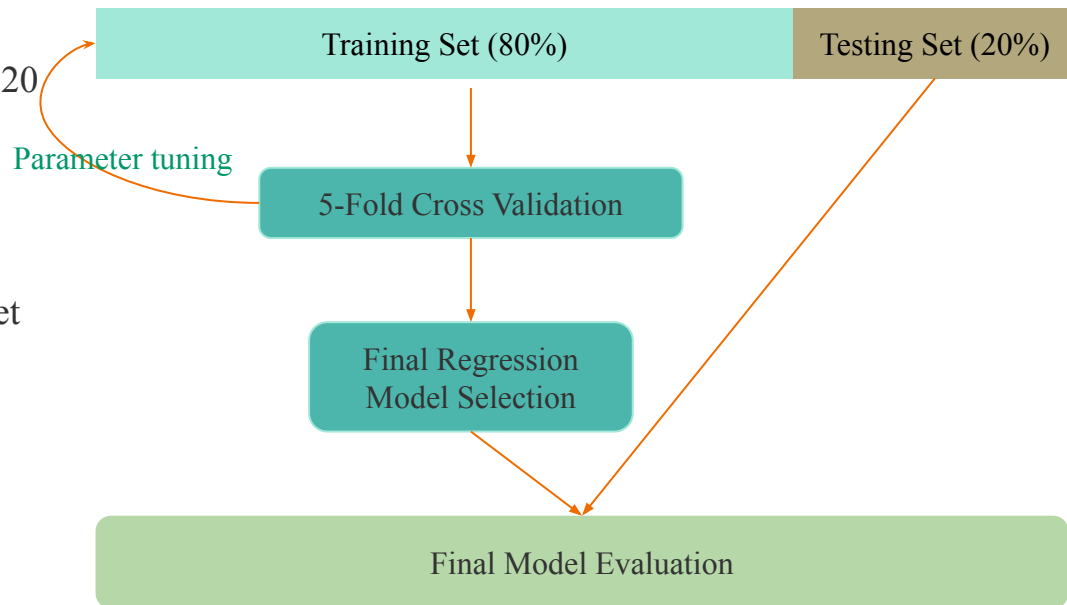 Training Set (80%)
Testing Set (20%)
20
Parameter tuning
5-Fold Cross Validation
et
Final Regression
Model Selection
Final Model Evaluation